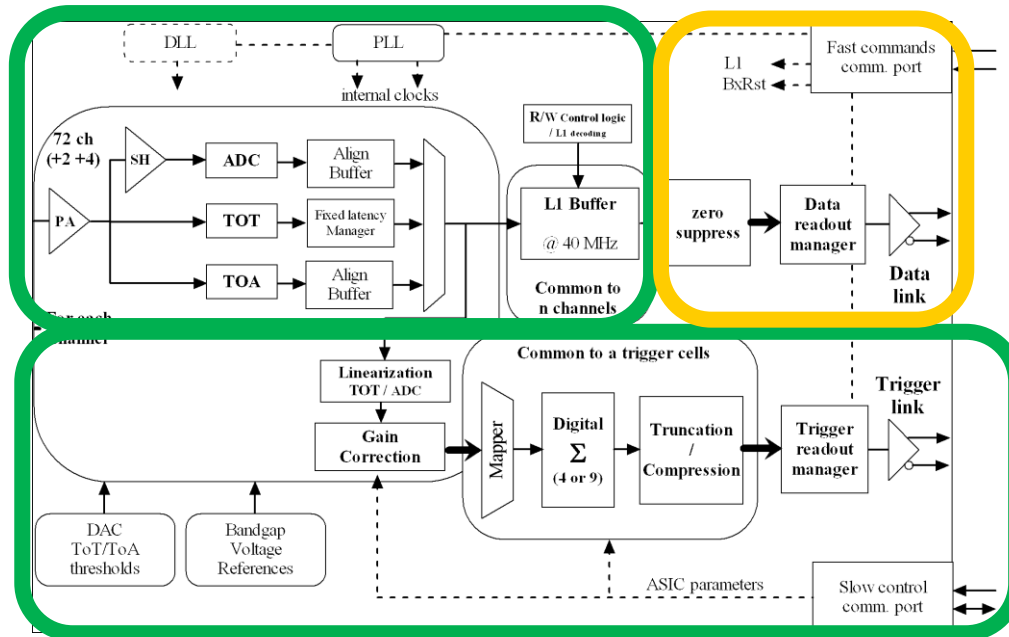 DLL
PLL
internal clocks
Fast commands
comm. port
L1
BxRst
72 ch
(+2 +4)
SH
ADC
Align
Buffer
R/W Control logic
/ L1 decoding
PA
TOT
Fixed latency
Manager
L1 Buffer
@ 40 MHz
zero
suppress
Data
readout
manager
TOA
Align
Buffer
Common to
n channels
Data
link
For each
channel
Linearization
TOT / ADC
Gain
Correction
Common to a trigger cells
Mapper
Digital
Σ
(4 or 9)
Truncation
/
Compression
Trigger
readout
manager
Trigger
link
DAC
ToT/ToA
thresholds
Bandgap
Voltage
References
ASIC parameters
Slow control
comm. port